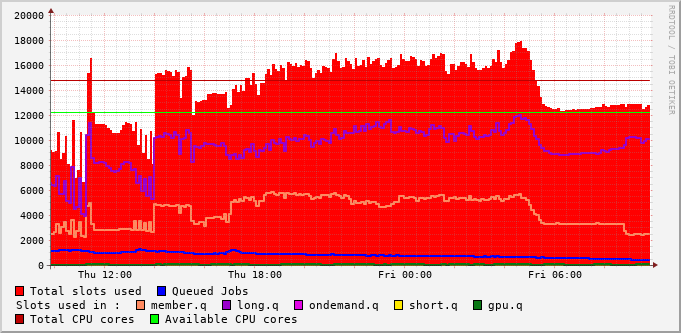 20000
18000
16000
14000
12000
10000
8000
6000
4000
2000
0
Thu 12:00 Thu 18:00 Fri 00:00 Fri 06:00
RRDTOOL / TOBI OETIKER
Total slots used Queued Jobs
Slots used in : member.q long.q ondemand.q short.q gpu.q
Total CPU cores Available CPU cores